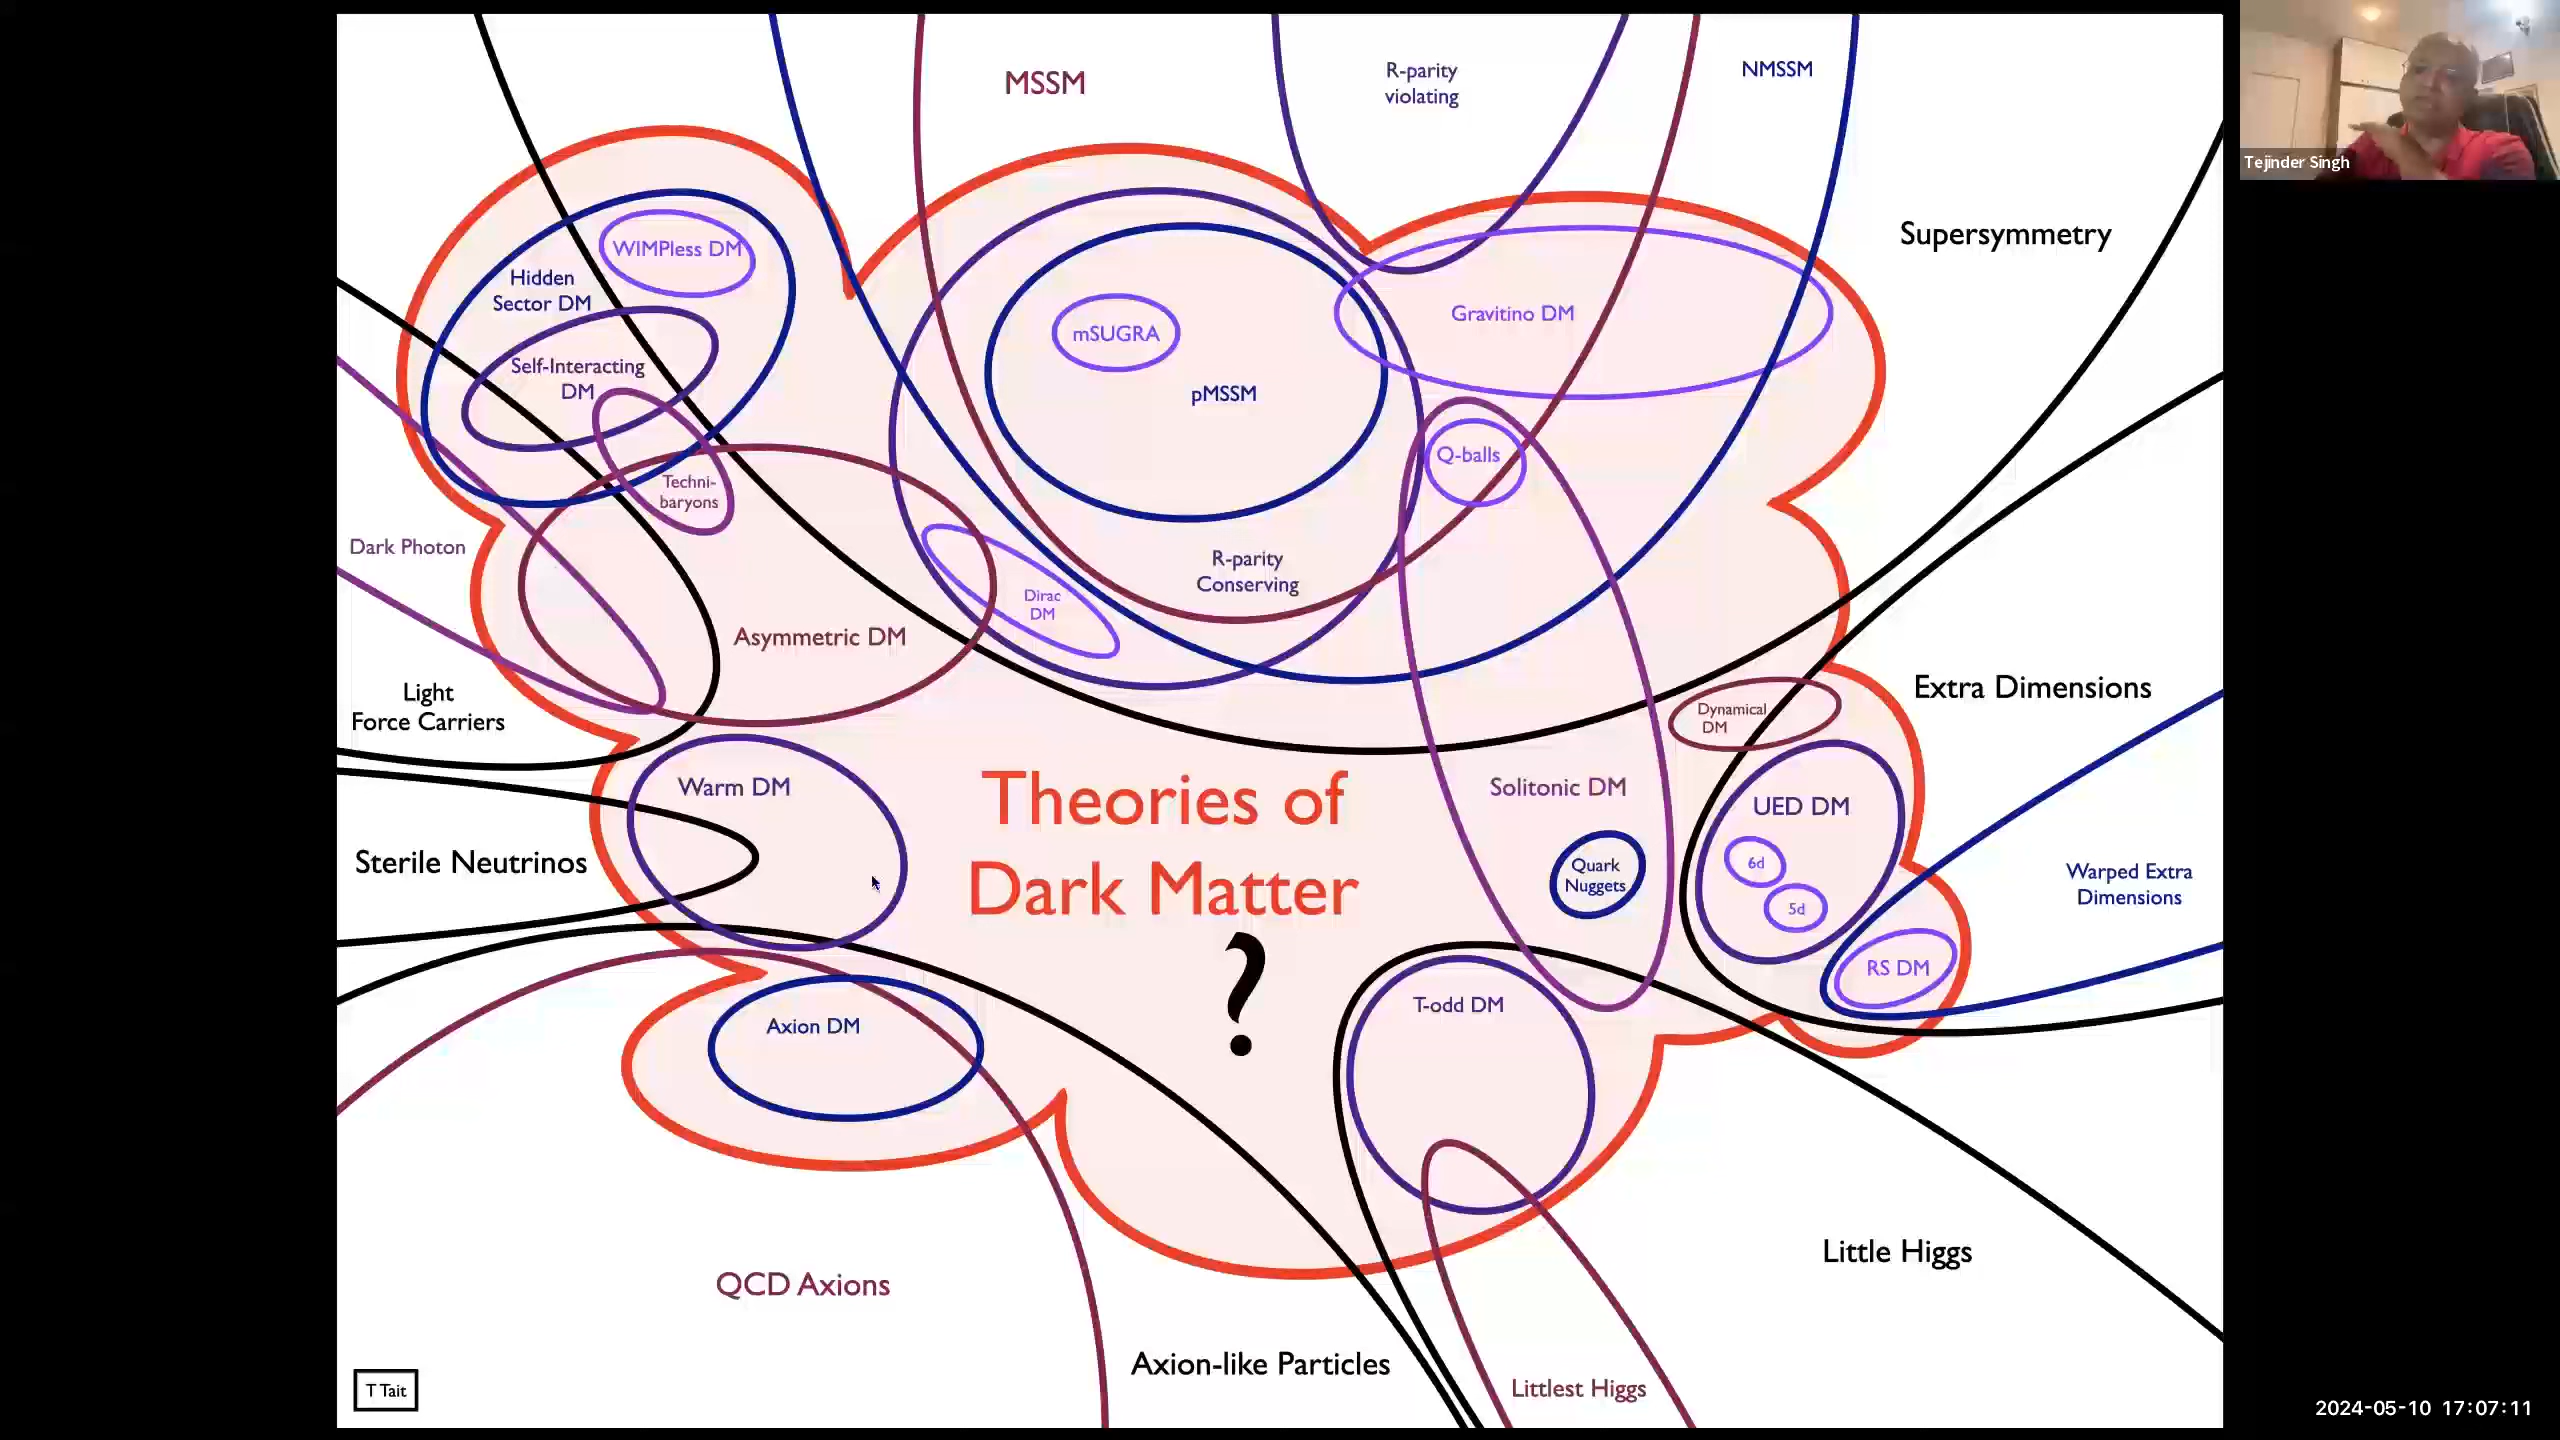 MSSM
R-parity
violating
NMSSM
Tejinder Singh
Supersymmetry
WIMPless DM
Hidden
Sector DM
Gravitino DM
mSUGRA
Self-Interacting
DM
pMSSM
Q-balls
Techni-
baryons
Dark Photon
R-parity
Conserving
Dirac
DM
Asymmetric DM
Light
Force Carriers
Extra Dimensions
Dynamical
DM
Warm DM
Theories of
Dark Matter
?
Solitonic DM
UED DM
Sterile Neutrinos
Quark
Nuggets
6d
5d
Warped Extra
Dimensions
RS DM
T-odd DM
Axion DM
Little Higgs
QCD Axions
Axion-like Particles
Littlest Higgs
T Tait
2024-05-10 17:07:11